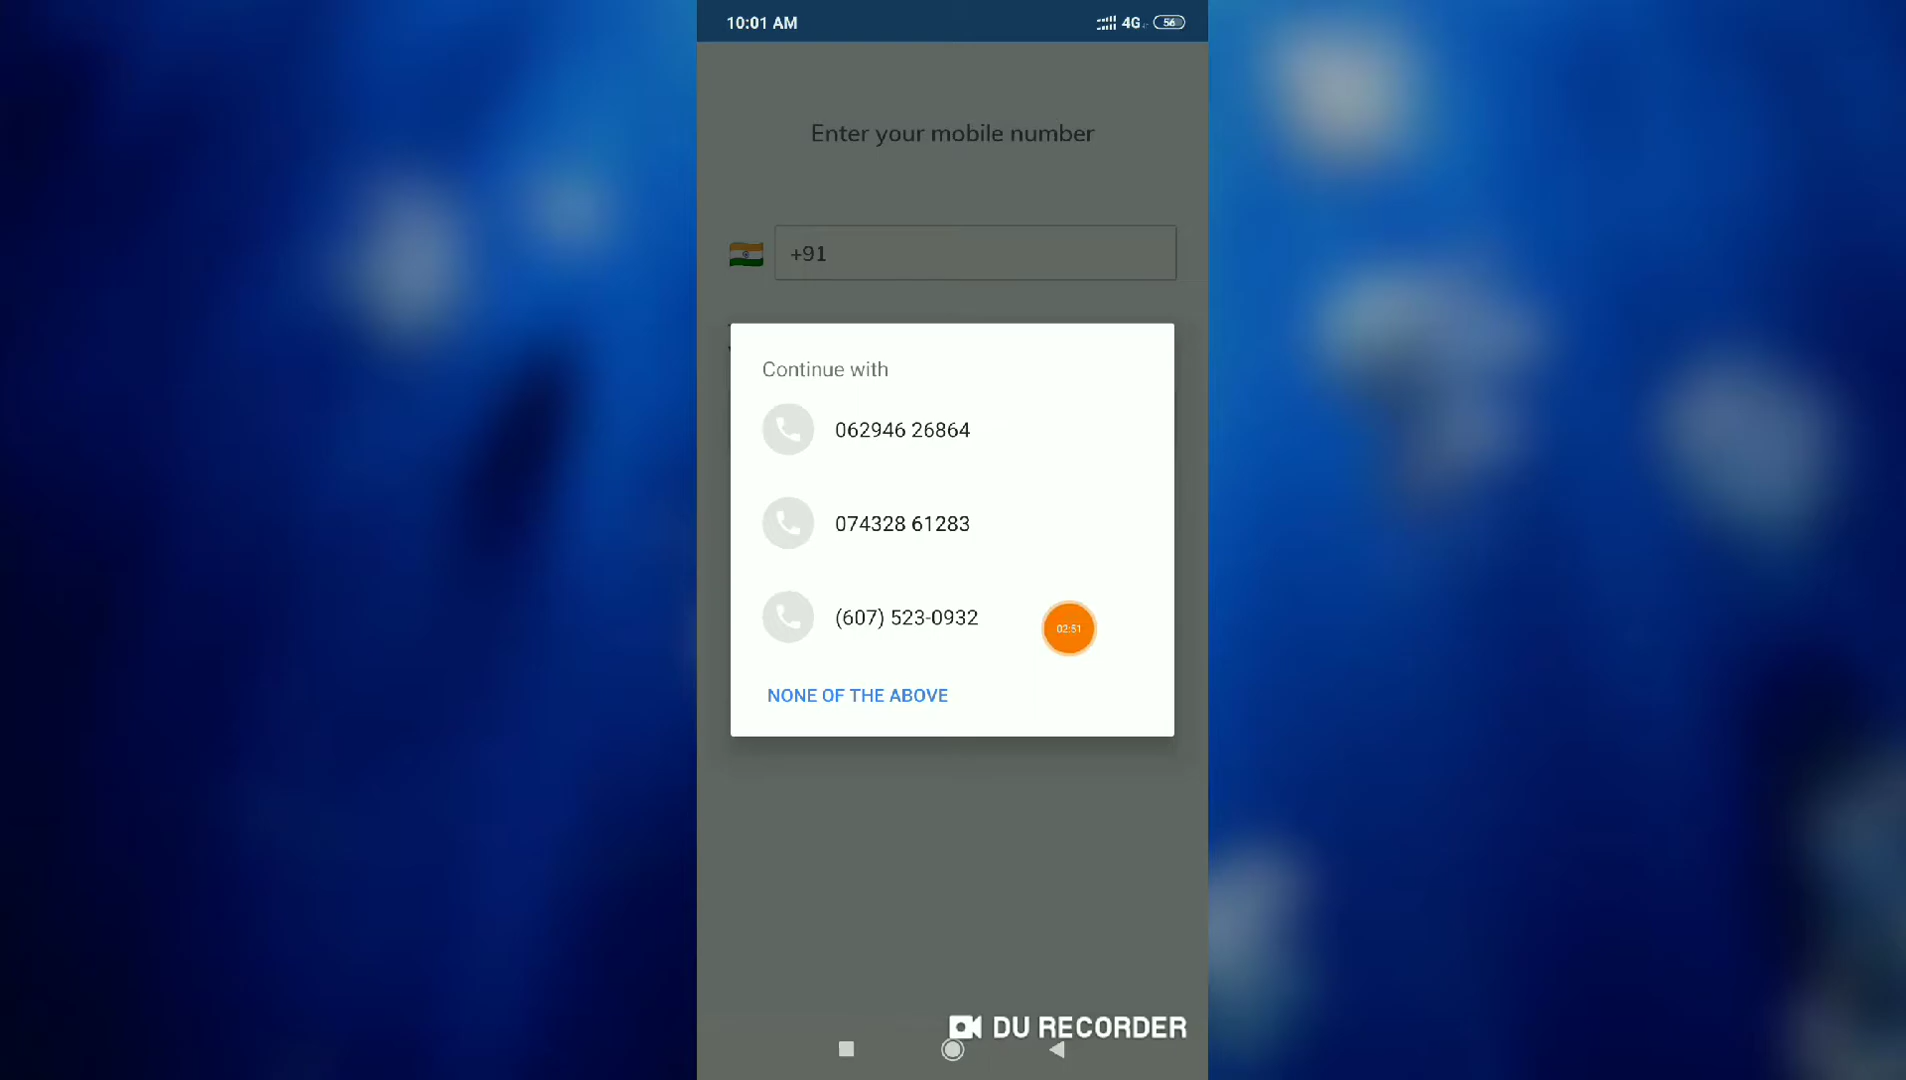 10:01 AM
4G
56
Enter your mobile number
+91
Continue with
062946 26864
074328 61283
(607) 523-0932
02:51
NONE OF THE ABOVE
DU RECORDER